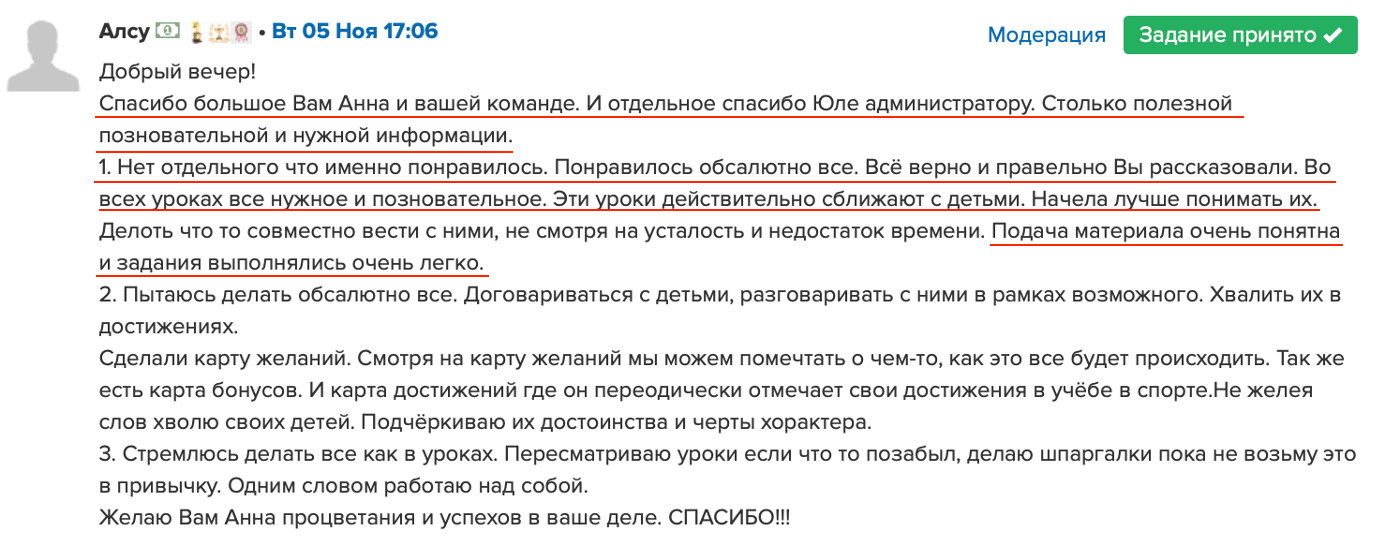 Алсу • Вт 05 Ноя 17:06
Модерация
Задание принято
Добрый вечер!
Спасибо большое Вам Анна и вашей команде. И отдельное спасибо Юле администратору. Столько полезной
позновательной и нужной информации.
1. Нет отдельного что именно понравилось. Понравилось обсалютно все. Всё верно и правельно Вы рассказовали. Во
всех уроках все нужное и позновательное. Эти уроки действительно сближают с детьми. Начела лучше понимать их.
Делоть что то совместно вести с ними, не смотря на усталость и недостаток времени. Подача материала очень понятна
и задания выполнялись очень легко.
2. Пытаюсь делать обсалютно все. Договариваться с детьми, разговаривать с ними в рамках возможного. Хвалить их в
достижениях.
Сделали карту желаний. Смотря на карту желаний мы можем помечтать о чем-то, как это все будет происходить. Так же
есть карта бонусов. И карта достижений где он переодически отмечает свои достижения в учёбе в спорте.Не желея
слов хволю своих детей. Подчёркиваю их достоинства и черты хорактера.
3. Стремлюсь делать все как в уроках. Пересматриваю уроки если что то позабыл, делаю шпаргалки пока не возьму это
в привычку. Одним словом работаю над собой.
Желаю Вам Анна процветания и успехов в ваше деле. СПАСИБО!!!